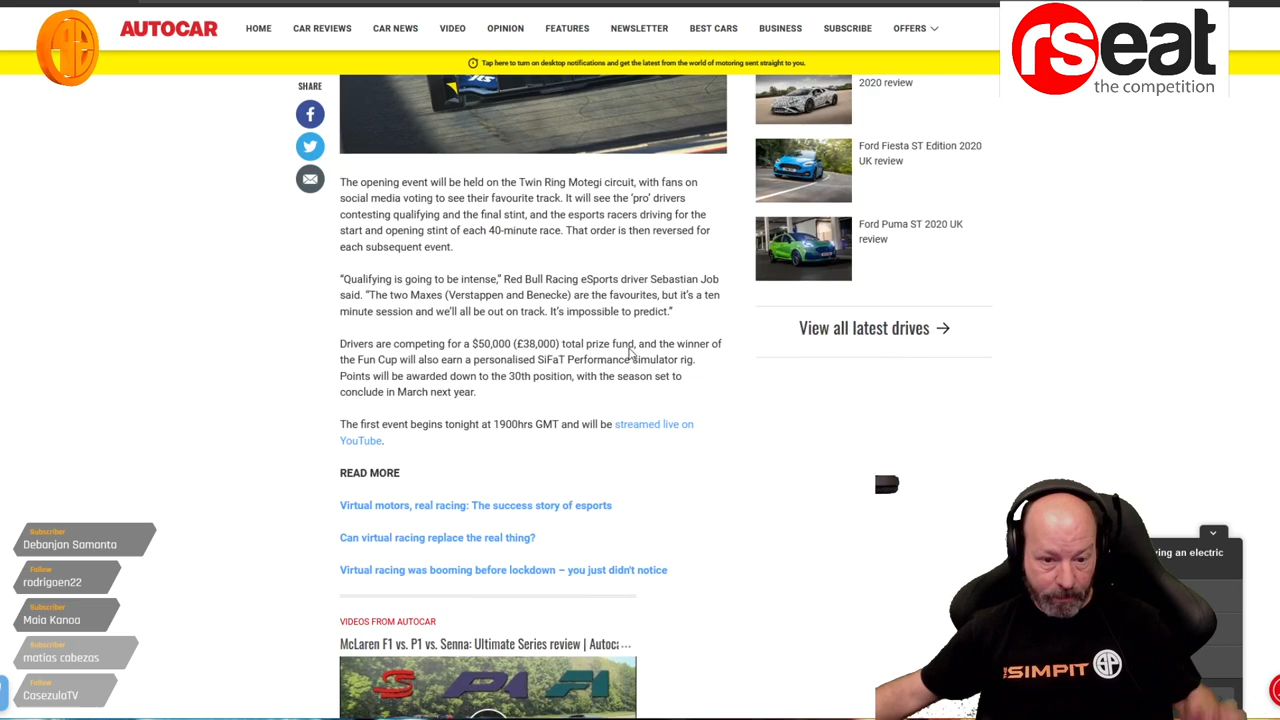 AUTOCAR
HOME
CAR REVIEWS
CAR NEWS
VIDEO
OPINION
FEATURES
NEWSLETTER
BEST CARS
BUSINESS
SUBSCRIBE
OFFERS
rseat
the competition
Tap here to turn on desktop notifications and get the latest from the world of motoring sent straight to you.
SHARE
2020 review
Ford Fiesta ST Edition 2020
UK review
Ford Puma ST 2020 UK
review
View all latest drives
The opening event will be held on the Twin Ring Motegi circuit, with fans on
social media voting to see their favourite track. It will see the ‘pro’ drivers
contesting qualifying and the final stint, and the esports racers driving for the
start and opening stint of each 40-minute race. That order is then reversed for
each subsequent event.
“Qualifying is going to be intense,” Red Bull Racing eSports driver Sebastian Job
said. “The two Maxes (Verstappen and Benecke) are the favourites, but it’s a ten
minute session and we’ll all be out on track. It’s impossible to predict.”
Drivers are competing for a $50,000 (£38,000) total prize fund, and the winner of
the Fun Cup will also earn a personalised SiFaT Performance simulator rig.
Points will be awarded down to the 30th position, with the season set to
conclude in March next year.
The first event begins tonight at 1900hrs GMT and will be streamed live on
YouTube.
READ MORE
Virtual motors, real racing: The success story of esports
Can virtual racing replace the real thing?
Virtual racing was booming before lockdown – you just didn't notice
VIDEOS FROM AUTOCAR
McLaren F1 vs. P1 vs. Senna: Ultimate Series review | Autoca...
S P1 F1
Subscriber
Debanjan Samanta
Follow
rodrigoen22
Subscriber
Maia Kanoa
Subscriber
matias cabezas
Follow
CasezulaTV
an electric
SIMPIT